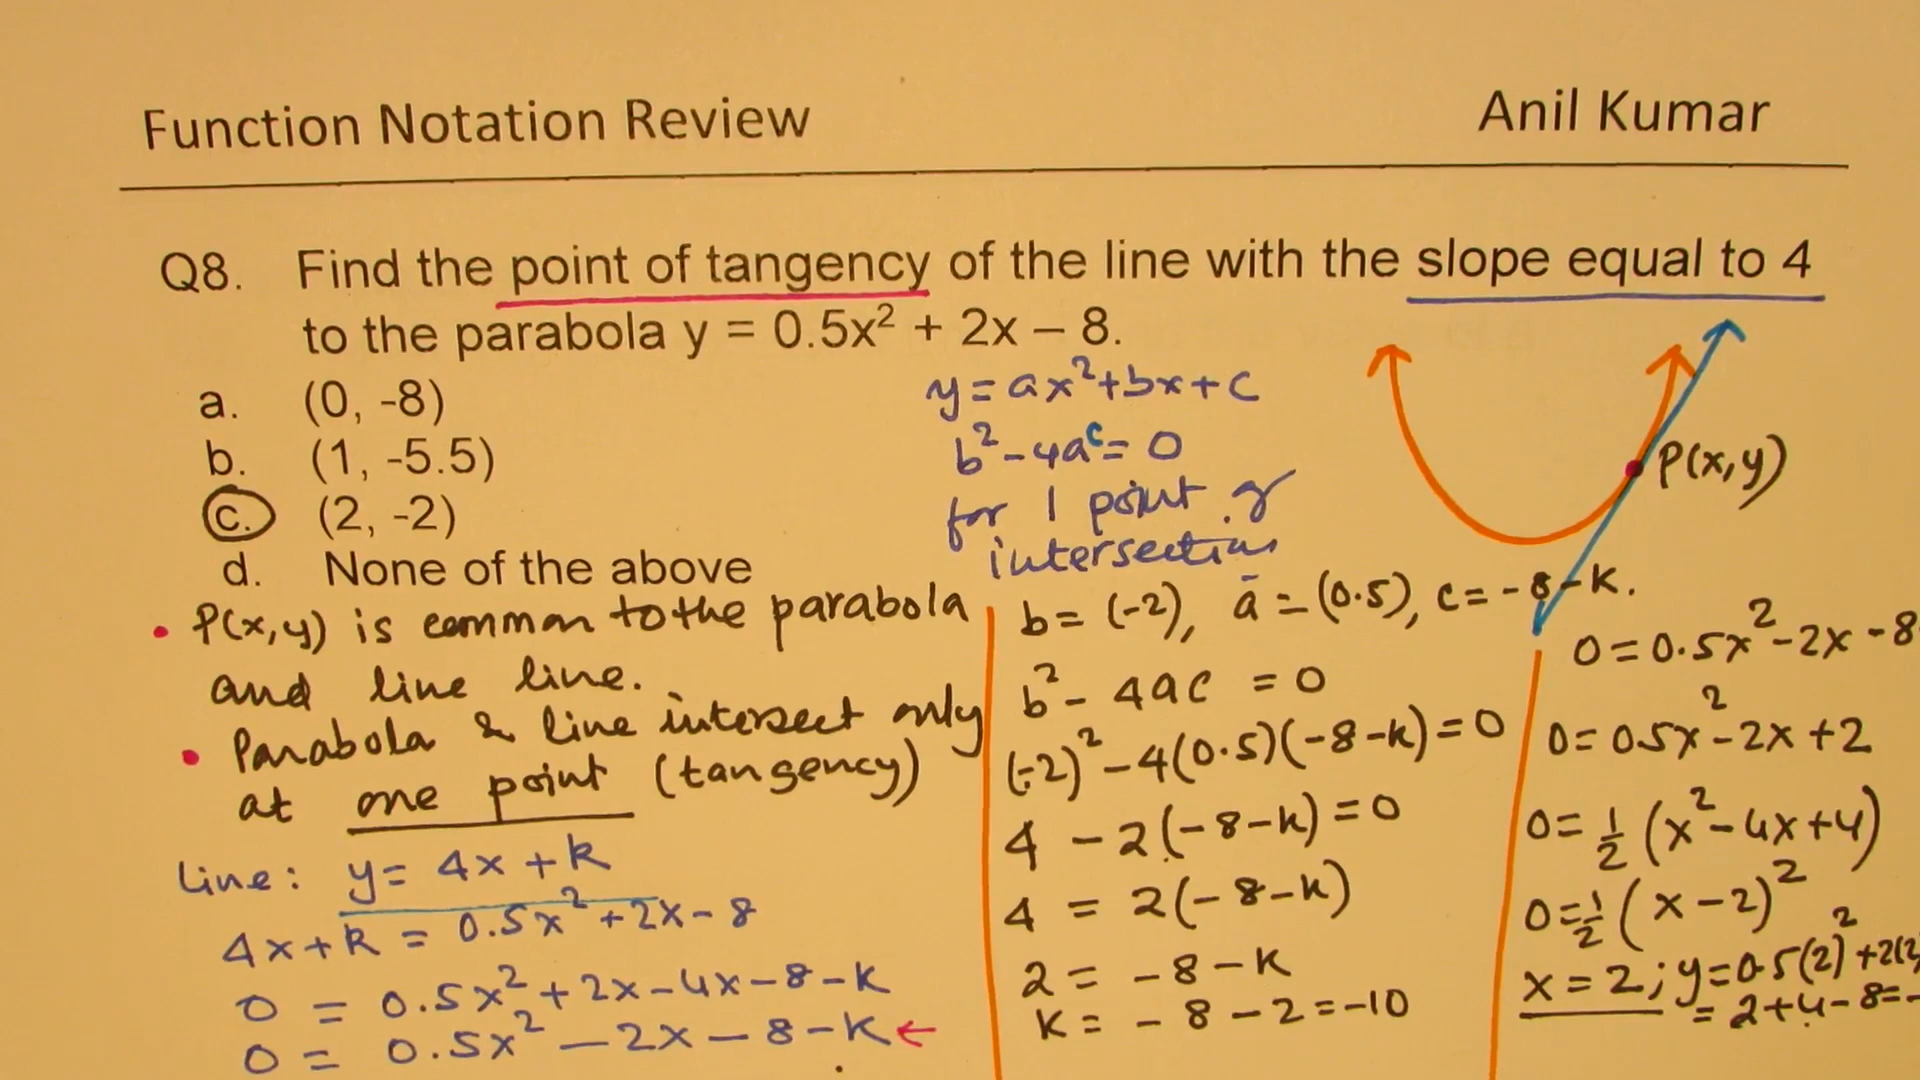 Function Notation Review
Anil Kumar
Q8. Find the point of tangency of the line with the slope equal to 4
to the parabola y = 0.5x² + 2x – 8.
a. (0, -8)
b. (1, -5.5)
c. (2, -2)
d. None of the above
y = ax² + bx + c
b² - 4ac = 0
for 1 point of
intersection
P(x,y)
• P(x,y) is common to the parabola
and line line.
• Parabola & line intersect only
at one point (tangency)
Line: y = 4x + k
4x + k = 0.5x² + 2x - 8
0 = 0.5x² + 2x - 4x - 8 - k
0 = 0.5x² - 2x - 8 - k ←
b = (-2), a = (0.5), c = -8 - k.
b² - 4ac = 0
(-2)² - 4(0.5)(-8-k) = 0
4 - 2(-8-k) = 0
4 = 2(-8-k)
2 = -8 - k
k = -8 - 2 = -10
0 = 0.5x² - 2x - 8
0 = 0.5x² - 2x + 2
0 = 1/2 (x² - 4x + 4)
0 = 1/2 (x - 2)²
x = 2; y = 0.5(2)² + 2(2
= 2 + 4 - 8 = -